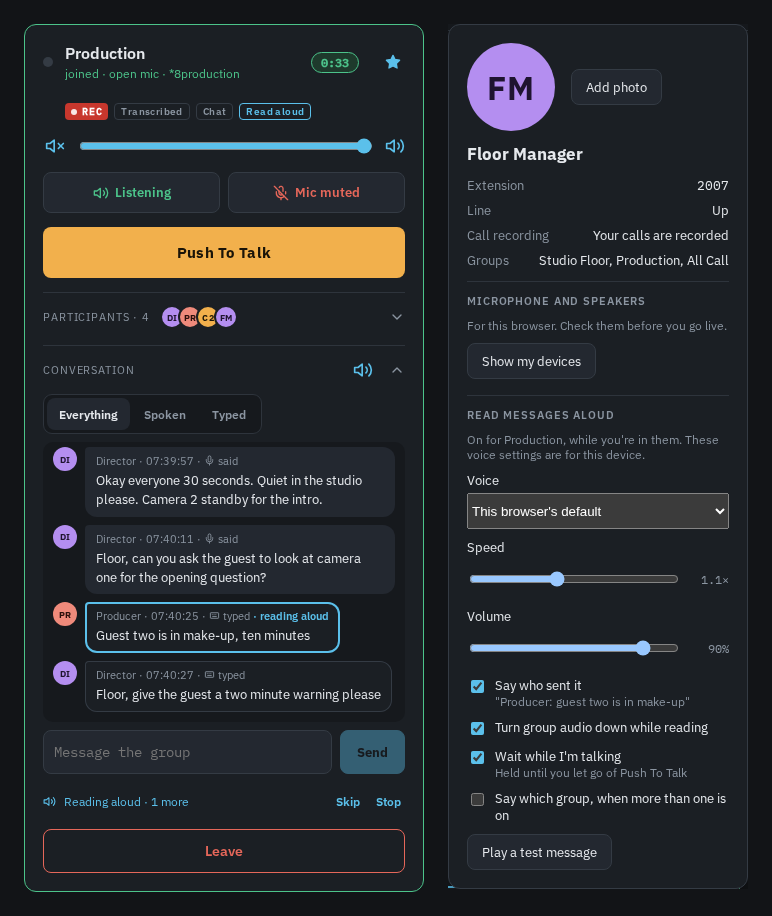 Production
joined · open mic · *8production
0:33
REC
Transcribed
Chat
Read aloud
Listening
Mic muted
Push To Talk
PARTICIPANTS · 4
DI
PR
C2
FM
CONVERSATION
Everything
Spoken
Typed
DI
Director · 07:39:57 · said
Okay everyone 30 seconds. Quiet in the studio
please. Camera 2 standby for the intro.
DI
Director · 07:40:11 · said
Floor, can you ask the guest to look at camera
one for the opening question?
PR
Producer · 07:40:25 · typed · reading aloud
Guest two is in make-up, ten minutes
DI
Director · 07:40:27 · typed
Floor, give the guest a two minute warning please
Message the group
Send
Reading aloud · 1 more
Skip
Stop
Leave
FM
Add photo
Floor Manager
Extension 2007
Line Up
Call recording Your calls are recorded
Groups Studio Floor, Production, All Call
MICROPHONE AND SPEAKERS
For this browser. Check them before you go live.
Show my devices
READ MESSAGES ALOUD
On for Production, while you're in them. These
voice settings are for this device.
Voice
This browser's default
Speed
1.1×
Volume
90%
Say who sent it
"Producer: guest two is in make-up"
Turn group audio down while reading
Wait while I'm talking
Held until you let go of Push To Talk
Say which group, when more than one is
on
Play a test message